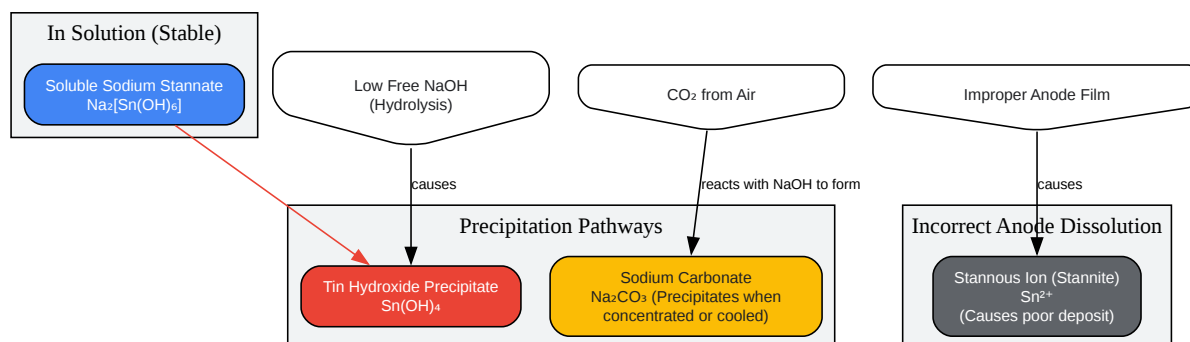 In Solution (Stable)
Soluble Sodium Stannate
Na₂[Sn(OH)₆]
Low Free NaOH
(Hydrolysis)
CO₂ from Air
Improper Anode Film
causes
reacts with NaOH to form
causes
Precipitation Pathways
Incorrect Anode Dissolution
Tin Hydroxide Precipitate
Sn(OH)₄
Sodium Carbonate
Na₂CO₃ (Precipitates when
concentrated or cooled)
Stannous Ion (Stannite)
Sn²⁺
(Causes poor deposit)